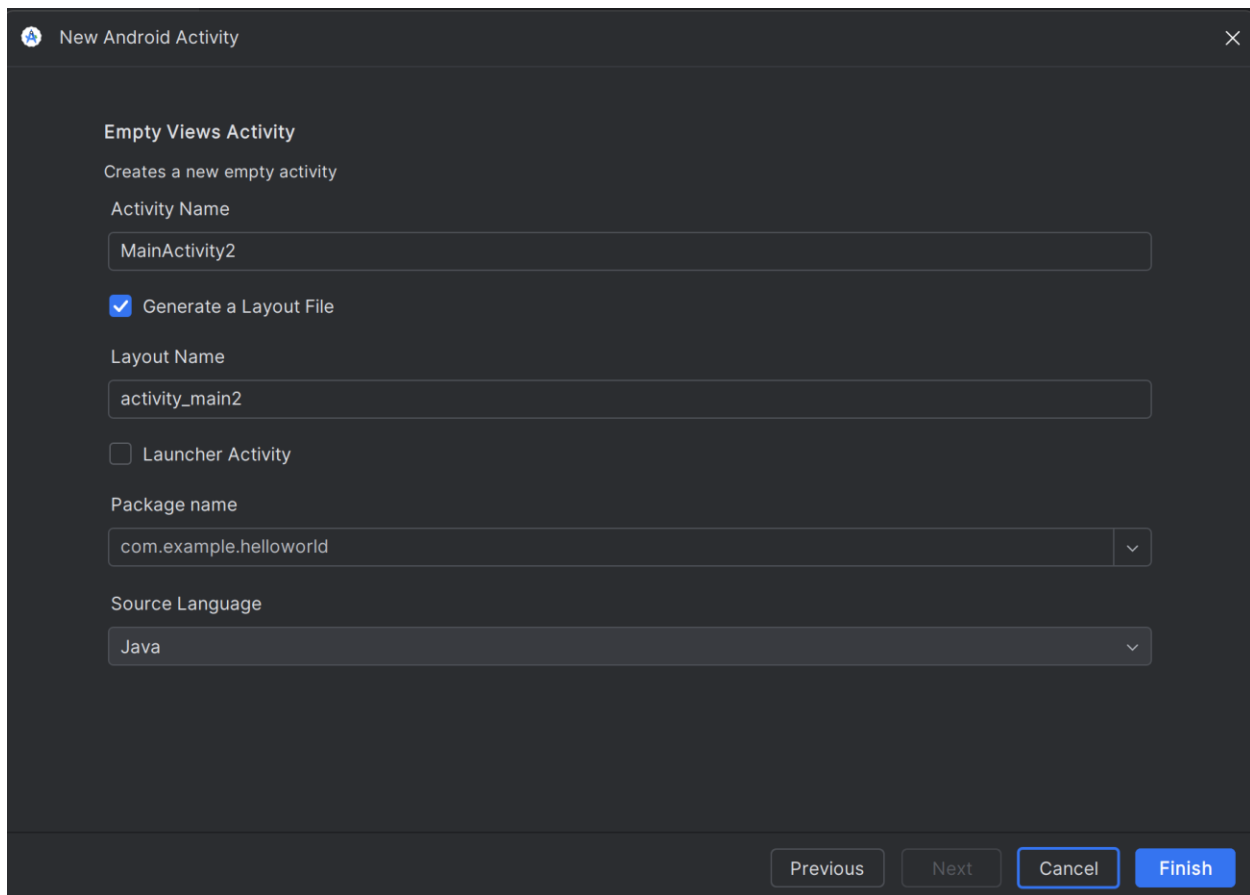 New Android Activity
Empty Views Activity
Creates a new empty activity
Activity Name
MainActivity2
Generate a Layout File
Layout Name
activity_main2
Launcher Activity
Package name
com.example.helloworld
Source Language
Java
Previous Next Cancel Finish